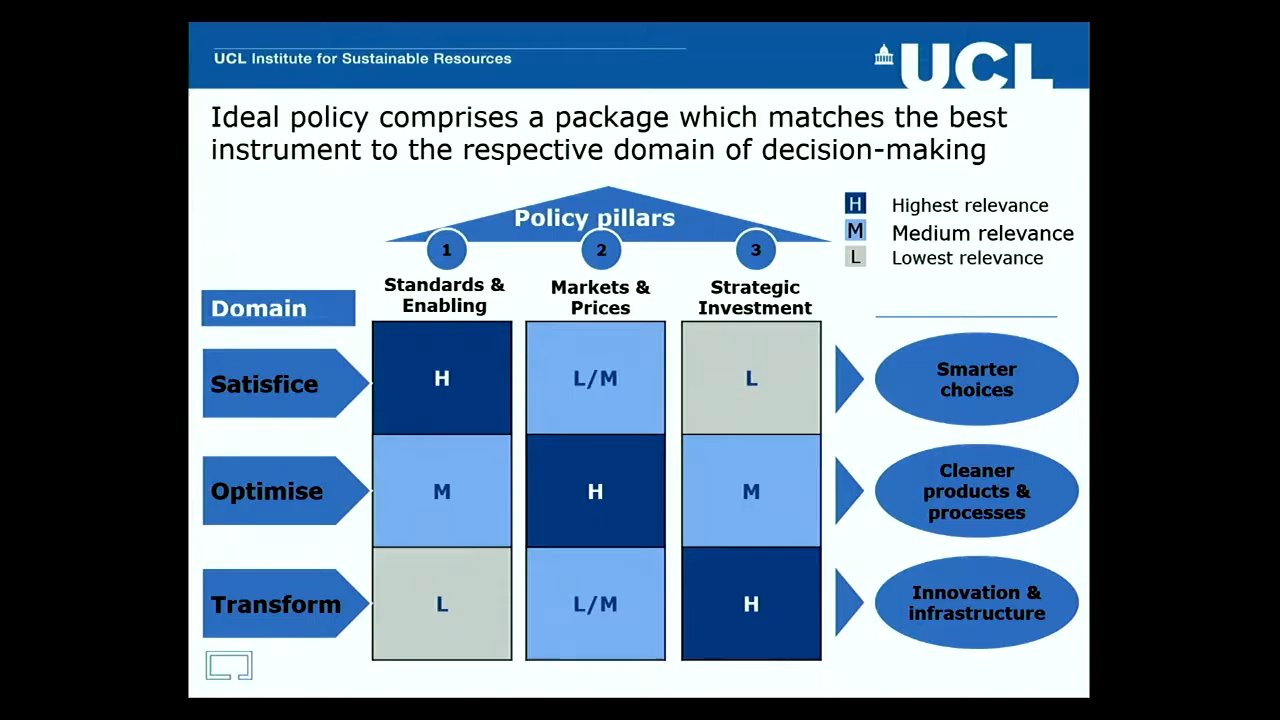 UCL Institute for Sustainable Resources
UCL
Ideal policy comprises a package which matches the best
instrument to the respective domain of decision-making
Policy pillars
H Highest relevance
M Medium relevance
L Lowest relevance
1
2
3
Standards &
Enabling
Markets &
Prices
Strategic
Investment
Domain
Satisfice
H
L/M
L
Smarter
choices
Optimise
M
H
M
Cleaner
products &
processes
Transform
L
L/M
H
Innovation &
infrastructure